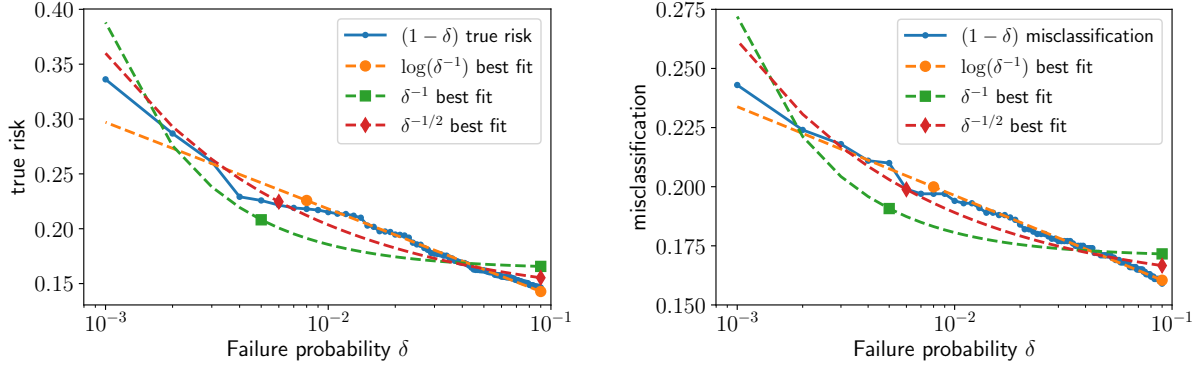 0.40
0.35
0.30
0.25
0.20
0.15
true risk
10⁻³
10⁻²
10⁻¹
Failure probability δ
(1 − δ) true risk
log(δ⁻¹) best fit
δ⁻¹ best fit
δ⁻¹/² best fit
0.275
0.250
0.225
0.200
0.175
0.150
misclassification
10⁻³
10⁻²
10⁻¹
Failure probability δ
(1 − δ) misclassification
log(δ⁻¹) best fit
δ⁻¹ best fit
δ⁻¹/² best fit